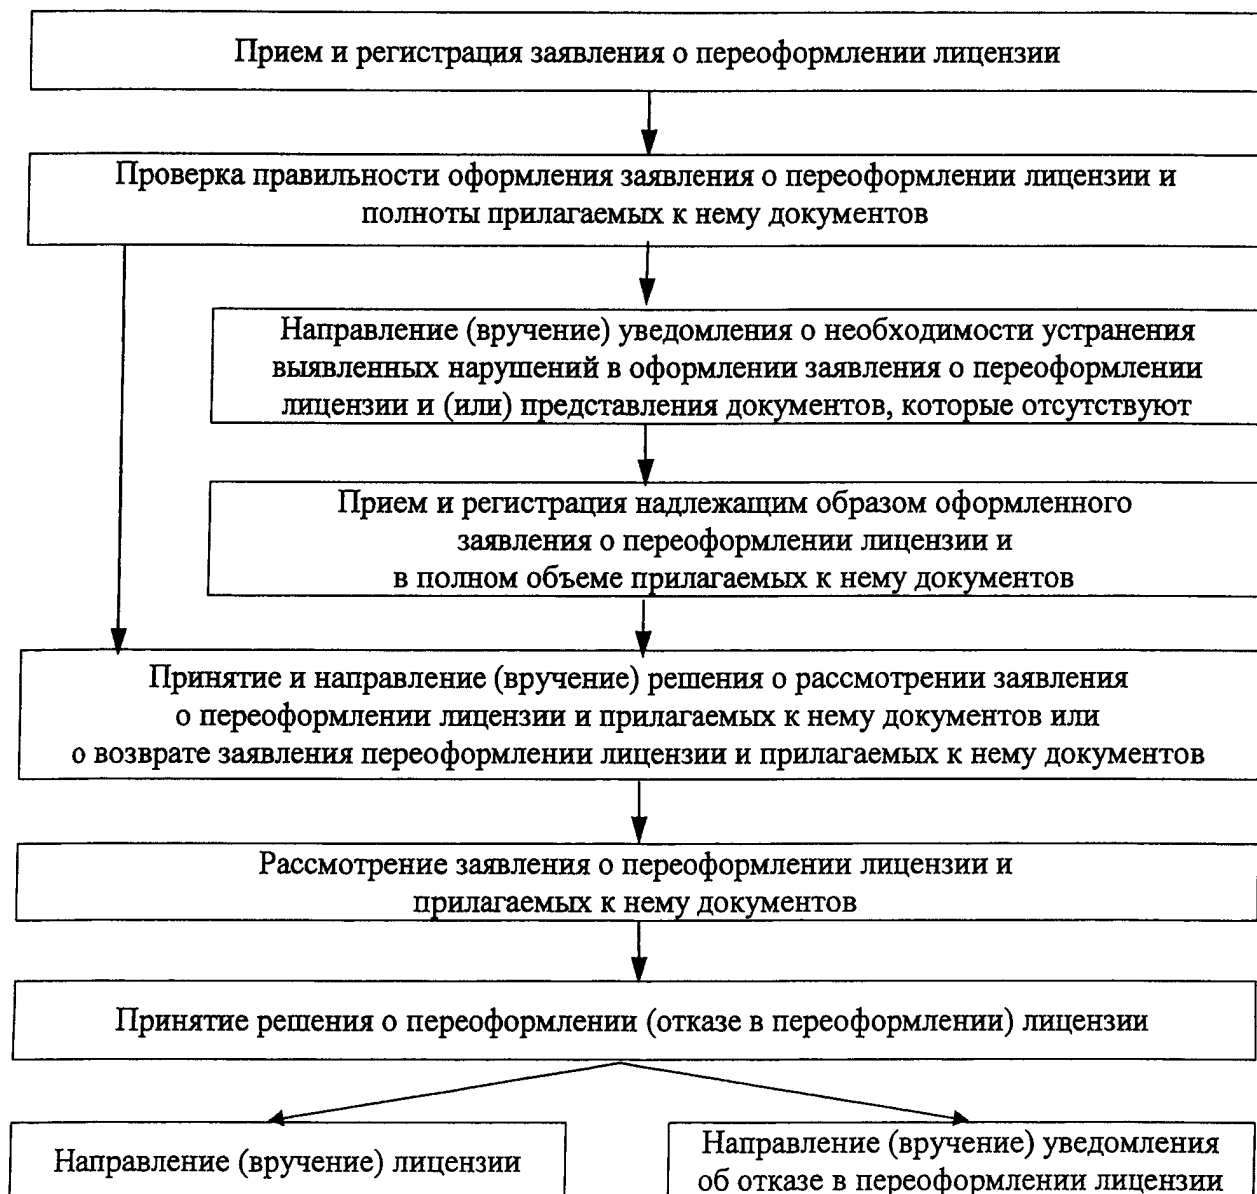 Прием и регистрация заявления о переоформлении лицензии
Проверка правильности оформления заявления о переоформлении лицензии и
полноты прилагаемых к нему документов
Направление (вручение) уведомления о необходимости устранения
выявленных нарушений в оформлении заявления о переоформлении
лицензии и (или) представления документов, которые отсутствуют
Прием и регистрация надлежащим образом оформленного
заявления о переоформлении лицензии и
в полном объеме прилагаемых к нему документов
Принятие и направление (вручение) решения о рассмотрении заявления
о переоформлении лицензии и прилагаемых к нему документов или
о возврате заявления переоформлении лицензии и прилагаемых к нему документов
Рассмотрение заявления о переоформлении лицензии и
прилагаемых к нему документов
Принятие решения о переоформлении (отказе в переоформлении) лицензии
Направление (вручение) лицензии
Направление (вручение) уведомления
об отказе в переоформлении лицензии